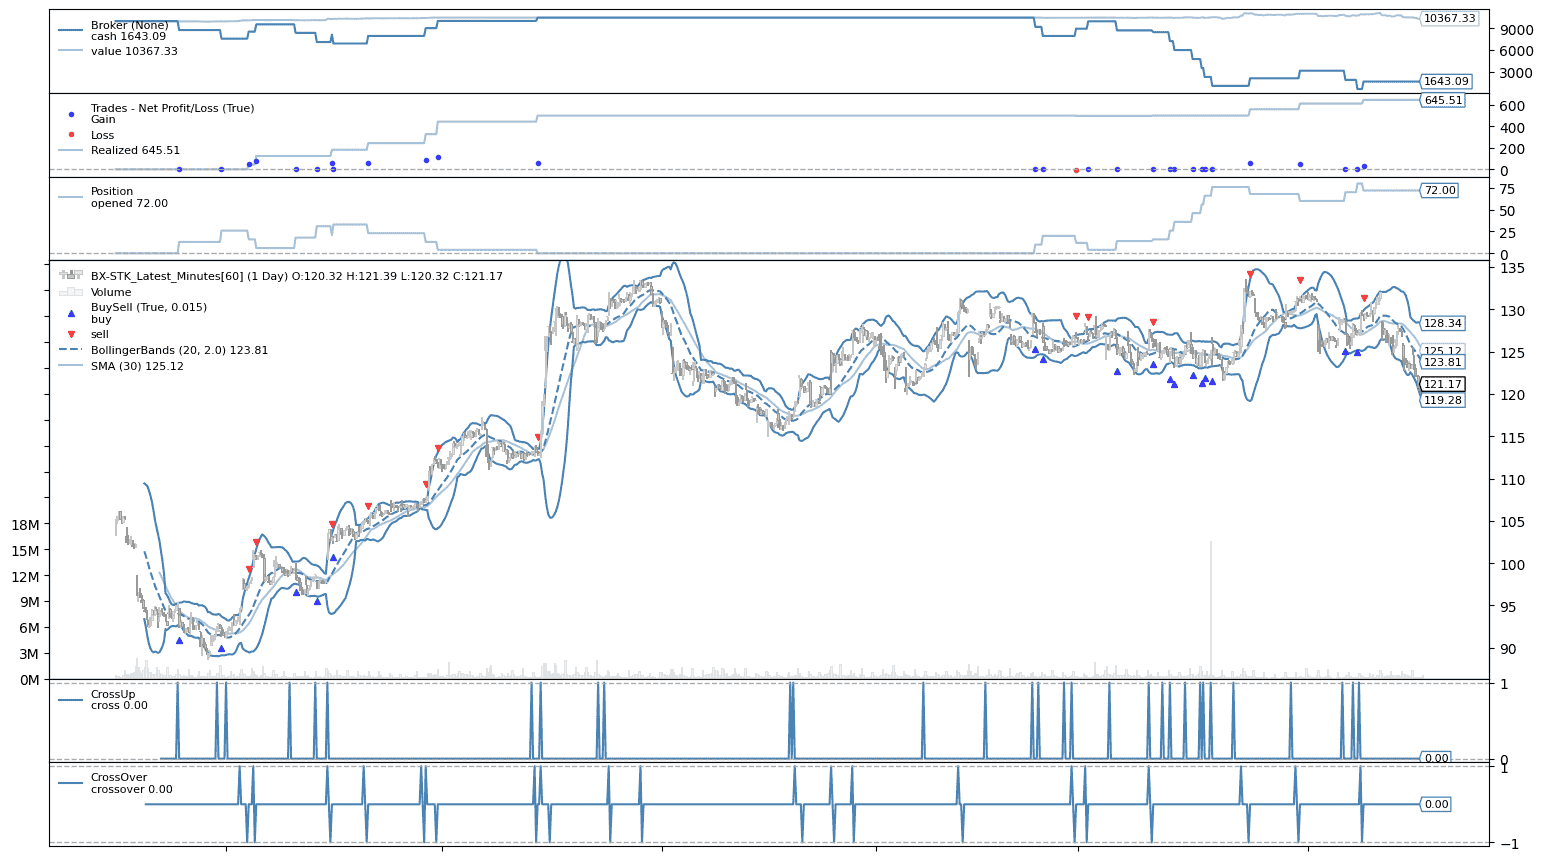 Broker (None)
cash 1643.09
value 10367.33
10367.33
9000
6000
3000
1643.09
Trades - Net Profit/Loss (True)
Gain
Loss
Realized 645.51
645.51
600
400
200
0
Position
opened 72.00
75
72.00
50
25
0
BX-STK_Latest_Minutes[60] (1 Day) O:120.32 H:121.39 L:120.32 C:121.17
Volume
BuySell (True, 0.015)
buy
sell
BollingerBands (20, 2.0) 123.81
SMA (30) 125.12
135
130
128.34
125.12
125
123.81
121.17
120
119.28
115
110
105
100
95
90
18M
15M
12M
9M
6M
3M
0M
CrossUp
cross 0.00
1
0.00
0
CrossOver
crossover 0.00
1
0.00
−1